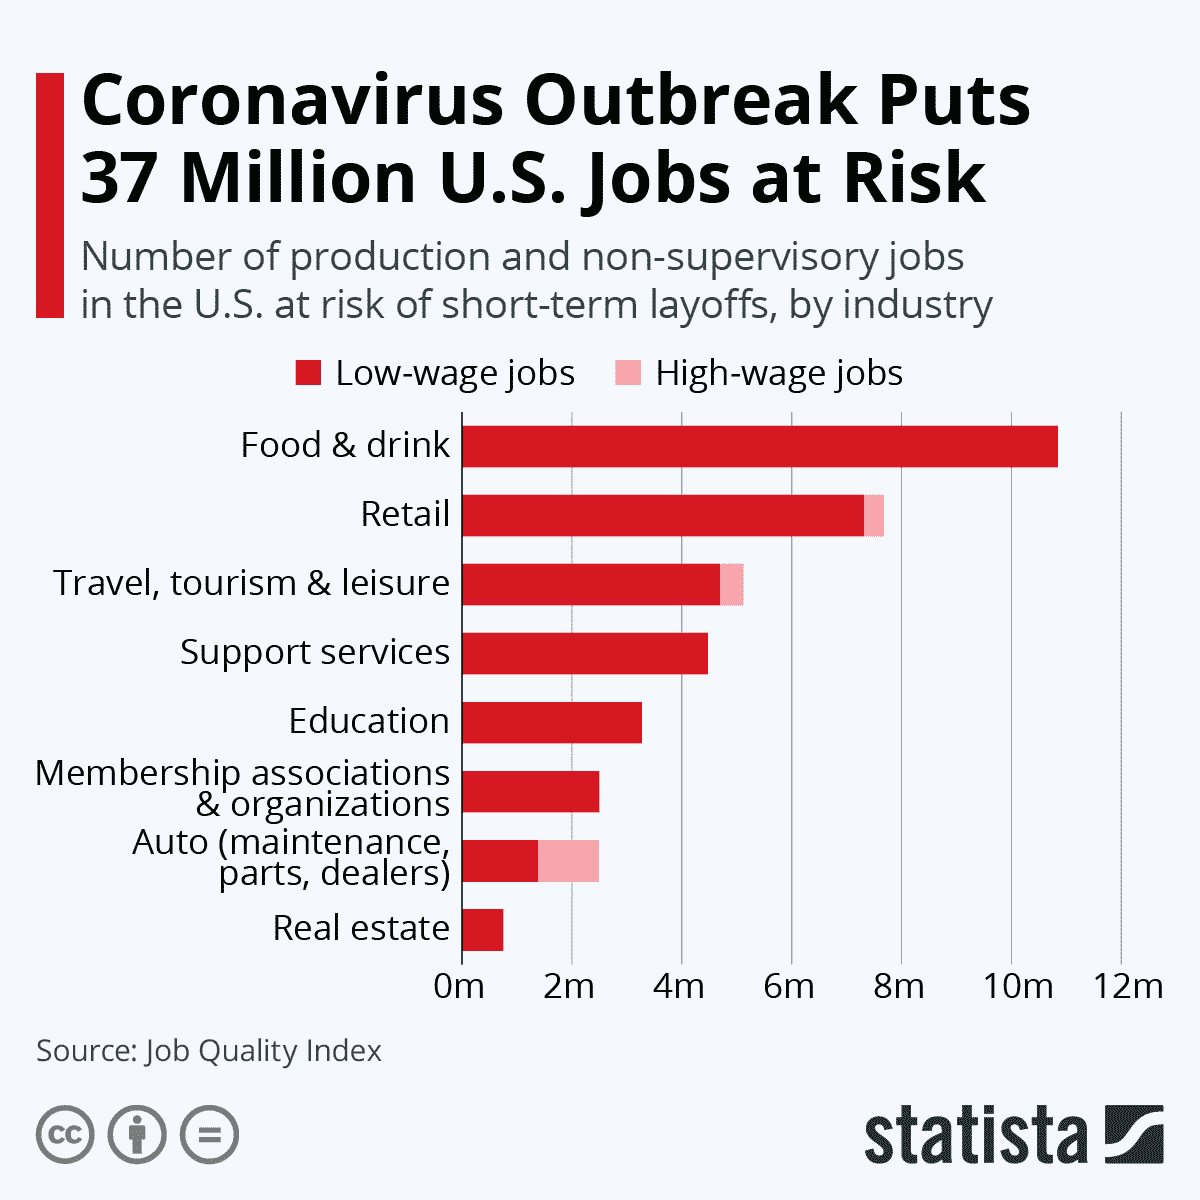 Coronavirus Outbreak Puts
37 Million U.S. Jobs at Risk
Number of production and non-supervisory jobs
in the U.S. at risk of short-term layoffs, by industry
Low-wage jobs High-wage jobs
Food & drink
Retail
Travel, tourism & leisure
Support services
Education
Membership associations
& organizations
Auto (maintenance,
parts, dealers)
Real estate
0m 2m 4m 6m 8m 10m 12m
Source: Job Quality Index
cc =
statista